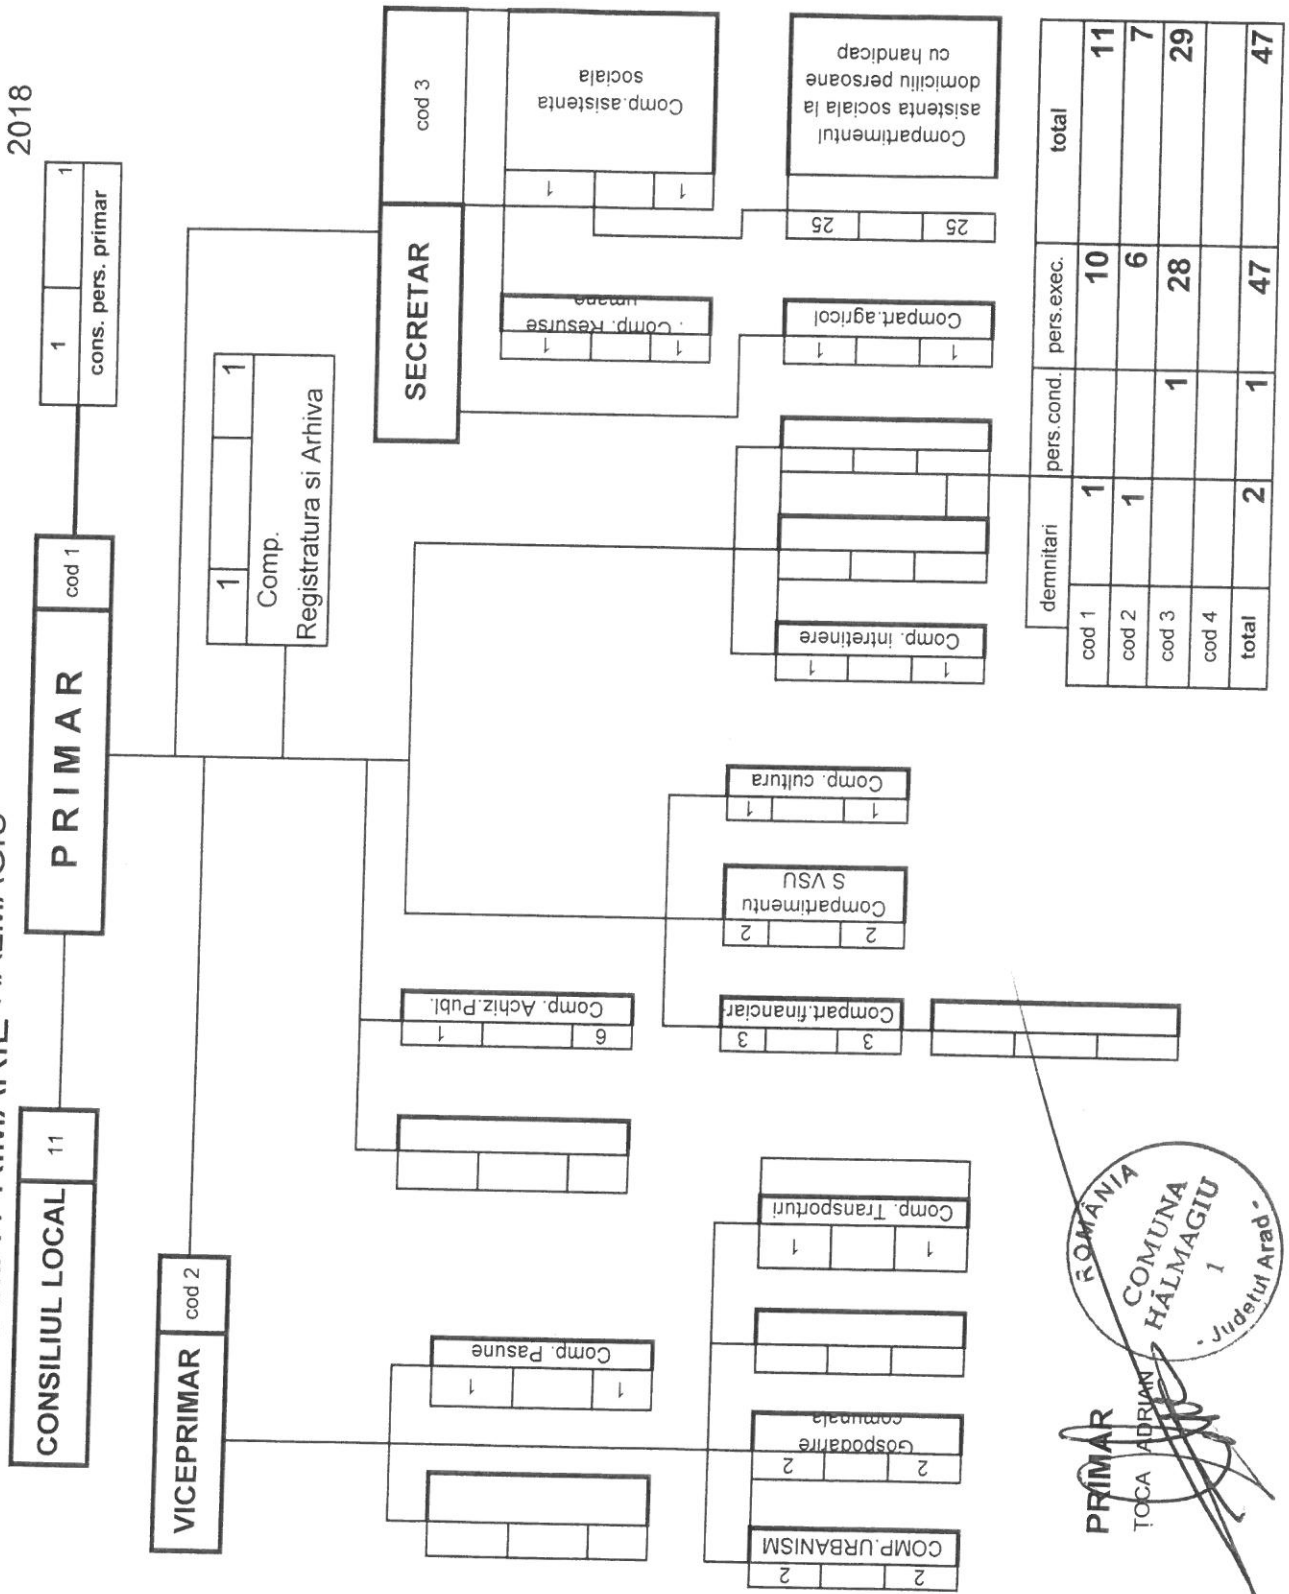 2018
CONSILIUL LOCAL
11
PRIMAR
cod 1
1
1
cons. pers. primar
VICEPRIMAR
cod 2
1
1
Comp.
Registratura si Arhiva
SECRETAR
cod 3
Comp. Pasune
1
1
Comp. Achiz.Publ.
1
6
. Comp. Resurse
umane
1
1
Comp.asistenta
sociala
1
1
COMP.URBANISM
2
2
Gospodarire
comunala
2
2
Comp. Transporturi
1
1
Compart.financiar-
3
3
Compartimentu
S VSU
2
2
Comp. cultura
1
1
Comp. intretinere
1
1
Compart.agricol
1
1
Compartimentul
asistenta sociala la
domiciliu persoane
cu handicap
25
25
demnitari pers.cond. pers.exec. total
cod 1 1 10 11
cod 2 1 6 7
cod 3 1 28 29
cod 4
total 2 1 47 47
PRIMAR
TOCA ADRIAN
ROMÂNIA
COMUNA
HĂLMAGIU
1
- Judetul Arad -